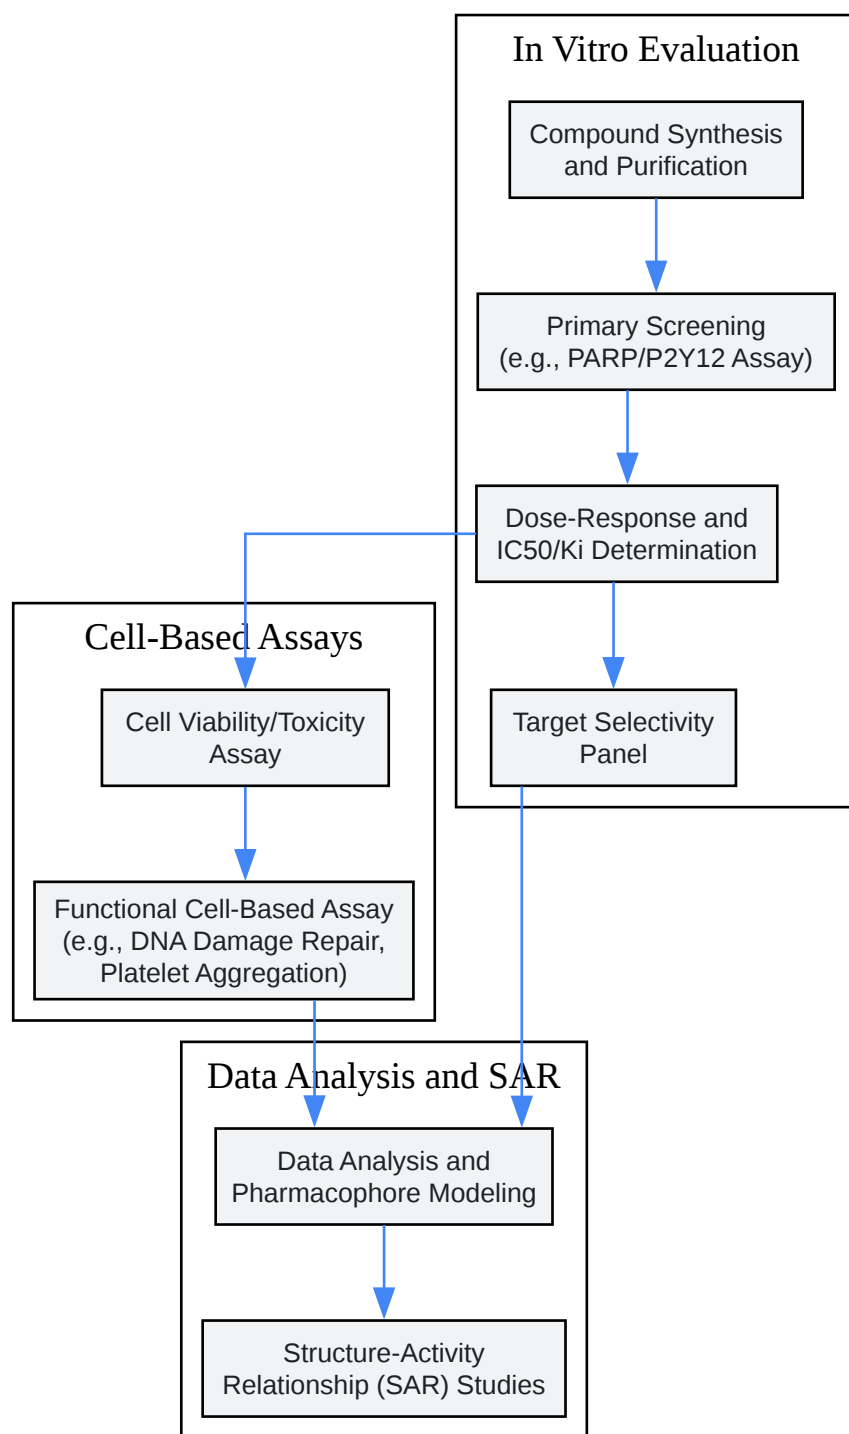 In Vitro Evaluation
Compound Synthesis
and Purification
Primary Screening
(e.g., PARP/P2Y12 Assay)
Dose-Response and
IC50/Ki Determination
Target Selectivity
Panel
Cell-Based Assays
Cell Viability/Toxicity
Assay
Functional Cell-Based Assay
(e.g., DNA Damage Repair,
Platelet Aggregation)
Data Analysis and SAR
Data Analysis and
Pharmacophore Modeling
Structure-Activity
Relationship (SAR) Studies